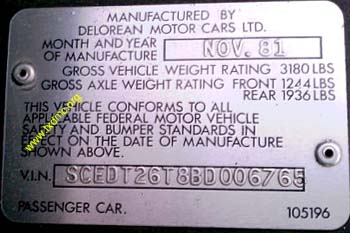 MANUFACTURED BY
DELOREAN MOTOR CARS LTD.
MONTH AND YEAR
OF MANUFACTURE NOV. 81
GROSS VEHICLE WEIGHT RATING 3180 LBS
GROSS AXLE WEIGHT RATING FRONT 1244 LBS
REAR 1936 LBS
THIS VEHICLE CONFORMS TO ALL
APPLICABLE FEDERAL MOTOR VEHICLE
SAFETY AND BUMPER STANDARDS IN
EFFECT ON THE DATE OF MANUFACTURE
SHOWN ABOVE.
V.I.N. SCEDT26T8BD006765
PASSENGER CAR. 105196